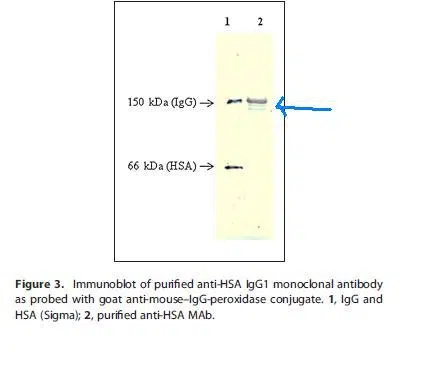 1 2
150 kDa (IgG)
66 kDa (HSA)
Figure 3. Immunoblot of purified anti-HSA IgG1 monoclonal antibody
as probed with goat anti-mouse–IgG-peroxidase conjugate. 1, IgG and
HSA (Sigma); 2, purified anti-HSA MAb.